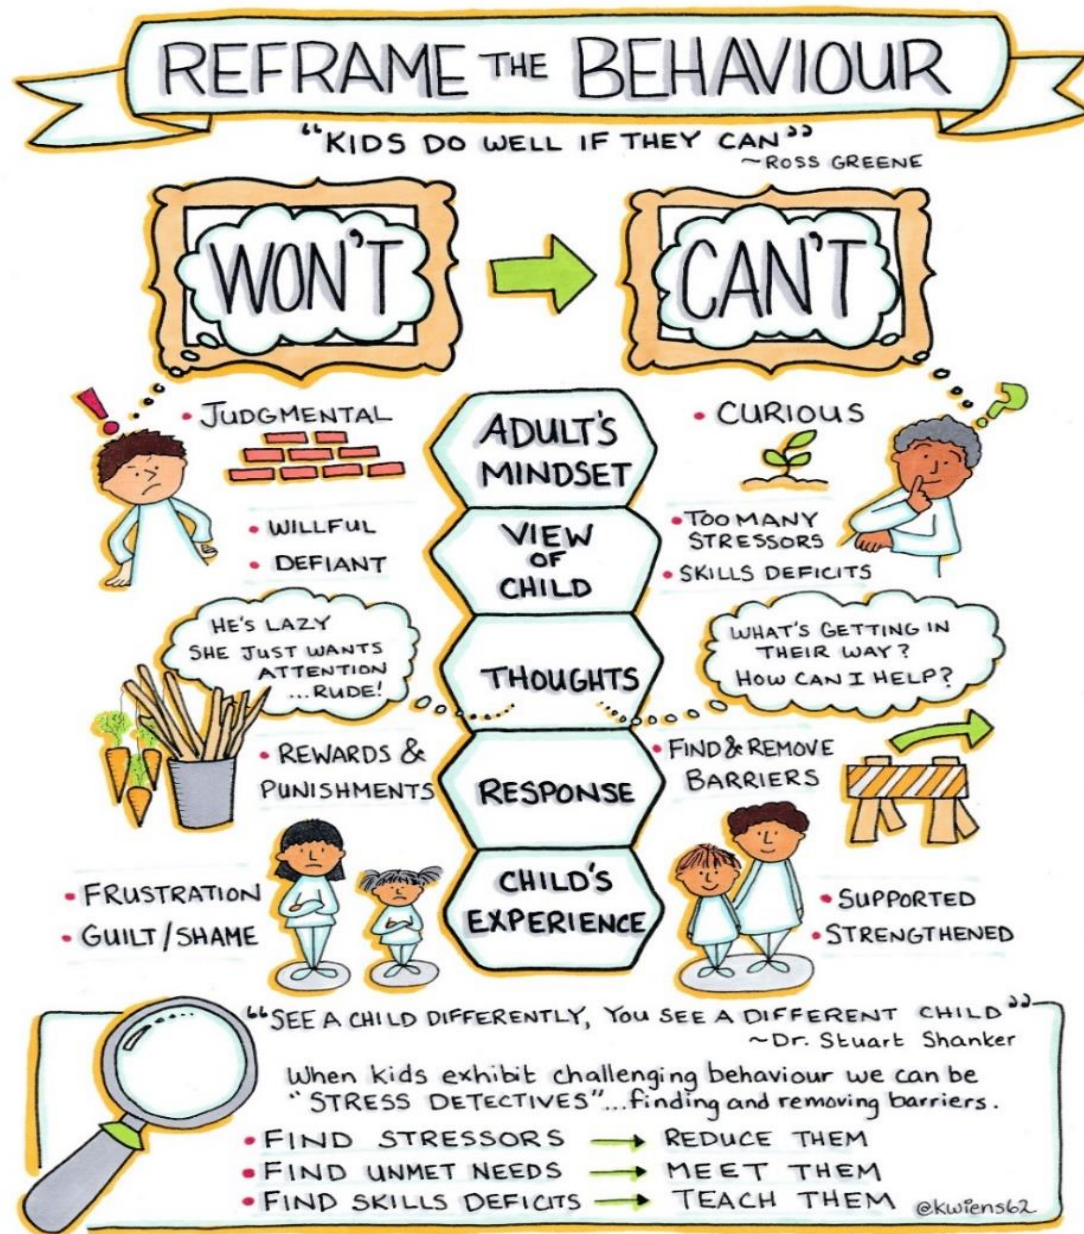 REFRAME THE BEHAVIOUR
"KIDS DO WELL IF THEY CAN"
~ROSS GREENE
WON'T
CAN'T
• JUDGMENTAL
ADULT'S
MINDSET
• CURIOUS
• WILLFUL
• DEFIANT
VIEW
OF
CHILD
• TOO MANY
STRESSORS
• SKILLS DEFICITS
HE'S LAZY
SHE JUST WANTS
ATTENTION
...RUDE!
THOUGHTS
WHAT'S GETTING IN
THEIR WAY?
HOW CAN I HELP?
• REWARDS &
PUNISHMENTS
RESPONSE
• FIND & REMOVE
BARRIERS
• FRUSTRATION
• GUILT/SHAME
CHILD'S
EXPERIENCE
• SUPPORTED
• STRENGTHENED
"SEE A CHILD DIFFERENTLY, YOU SEE A DIFFERENT CHILD"
~Dr. Stuart Shanker
When kids exhibit challenging behaviour we can be
"STRESS DETECTIVES"...finding and removing barriers.
• FIND STRESSORS → REDUCE THEM
• FIND UNMET NEEDS → MEET THEM
• FIND SKILLS DEFICITS → TEACH THEM
@kwiens62